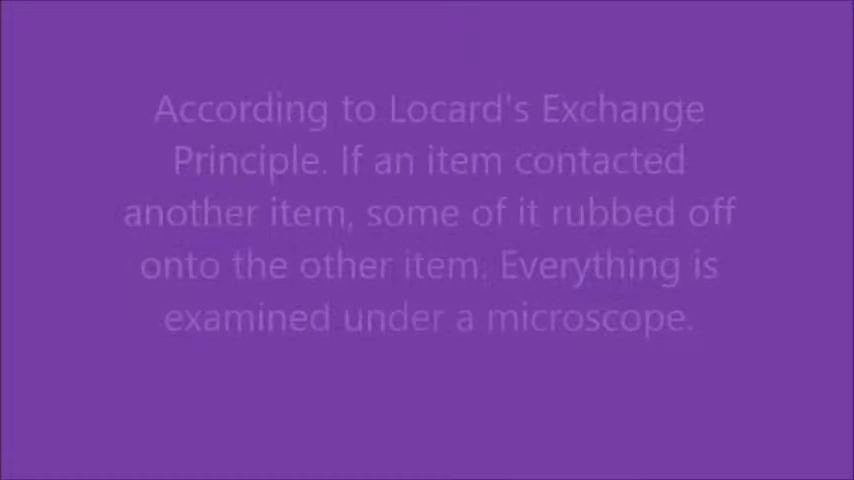 According to Locard's Exchange
Principle. If an item contacted
another item, some of it rubbed off
onto the other item. Everything is
examined under a microscope.